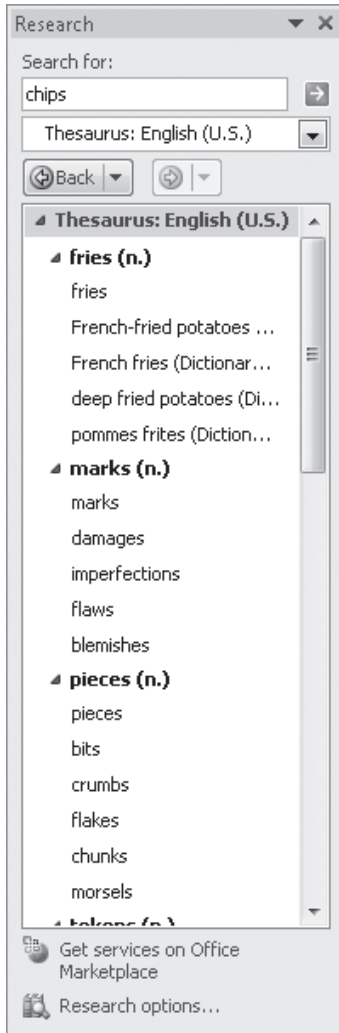 Research
Search for:
chips
Thesaurus: English (U.S.)
Back
Thesaurus: English (U.S.)
fries (n.)
fries
French-fried potatoes ...
French fries (Dictionar...
deep fried potatoes (Di...
pommes frites (Diction...
marks (n.)
marks
damages
imperfections
flaws
blemishes
pieces (n.)
pieces
bits
crumbs
flakes
chunks
morsels
tokens (n.)
Get services on Office
Marketplace
Research options...